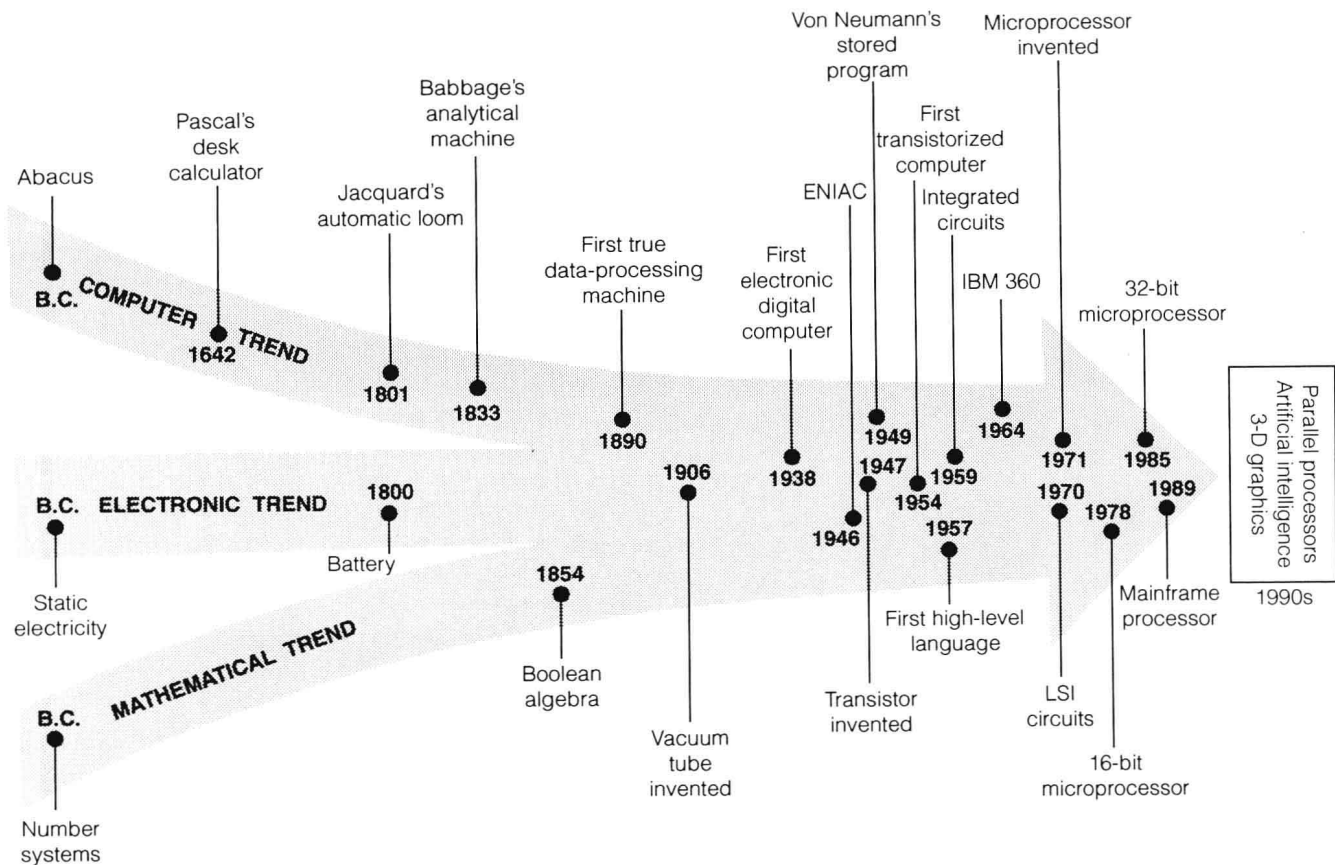 Von Neumann's
stored
program
Microprocessor
invented
Babbage's
analytical
machine
Pascal's
desk
calculator
First
transistorized
computer
Abacus
Jacquard's
automatic loom
ENIAC
Integrated
circuits
First true
data-processing
machine
First
electronic
digital
computer
IBM 360
32-bit
microprocessor
B.C.
COMPUTER TREND
1642
1801
1833
1890
1938
1949
1954
1959
1964
1971
1985
B.C.
ELECTRONIC TREND
1800
1906
1946
1947
1957
1970
1978
1989
Static
electricity
Battery
1854
B.C.
MATHEMATICAL TREND
Number
systems
Boolean
algebra
Vacuum
tube
invented
Transistor
invented
First high-level
language
LSI
circuits
16-bit
microprocessor
Mainframe
processor
Parallel processors
Artificial intelligence
3-D graphics
1990s